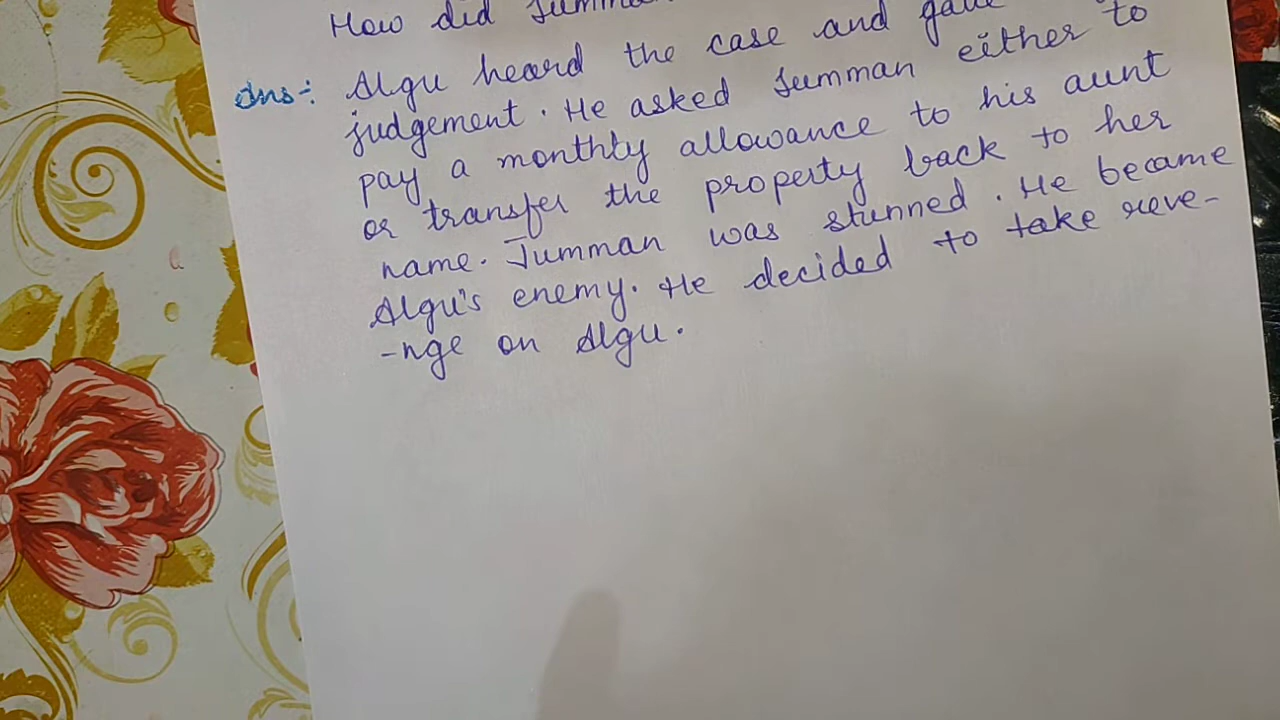 How did Jumman
Ans:- Algu heard the case and gave
judgement. He asked Jumman either to
pay a monthly allowance to his aunt
or transfer the property back to her
name. Jumman was stunned. He became
Algu's enemy. He decided to take reve-
-nge on Algu.